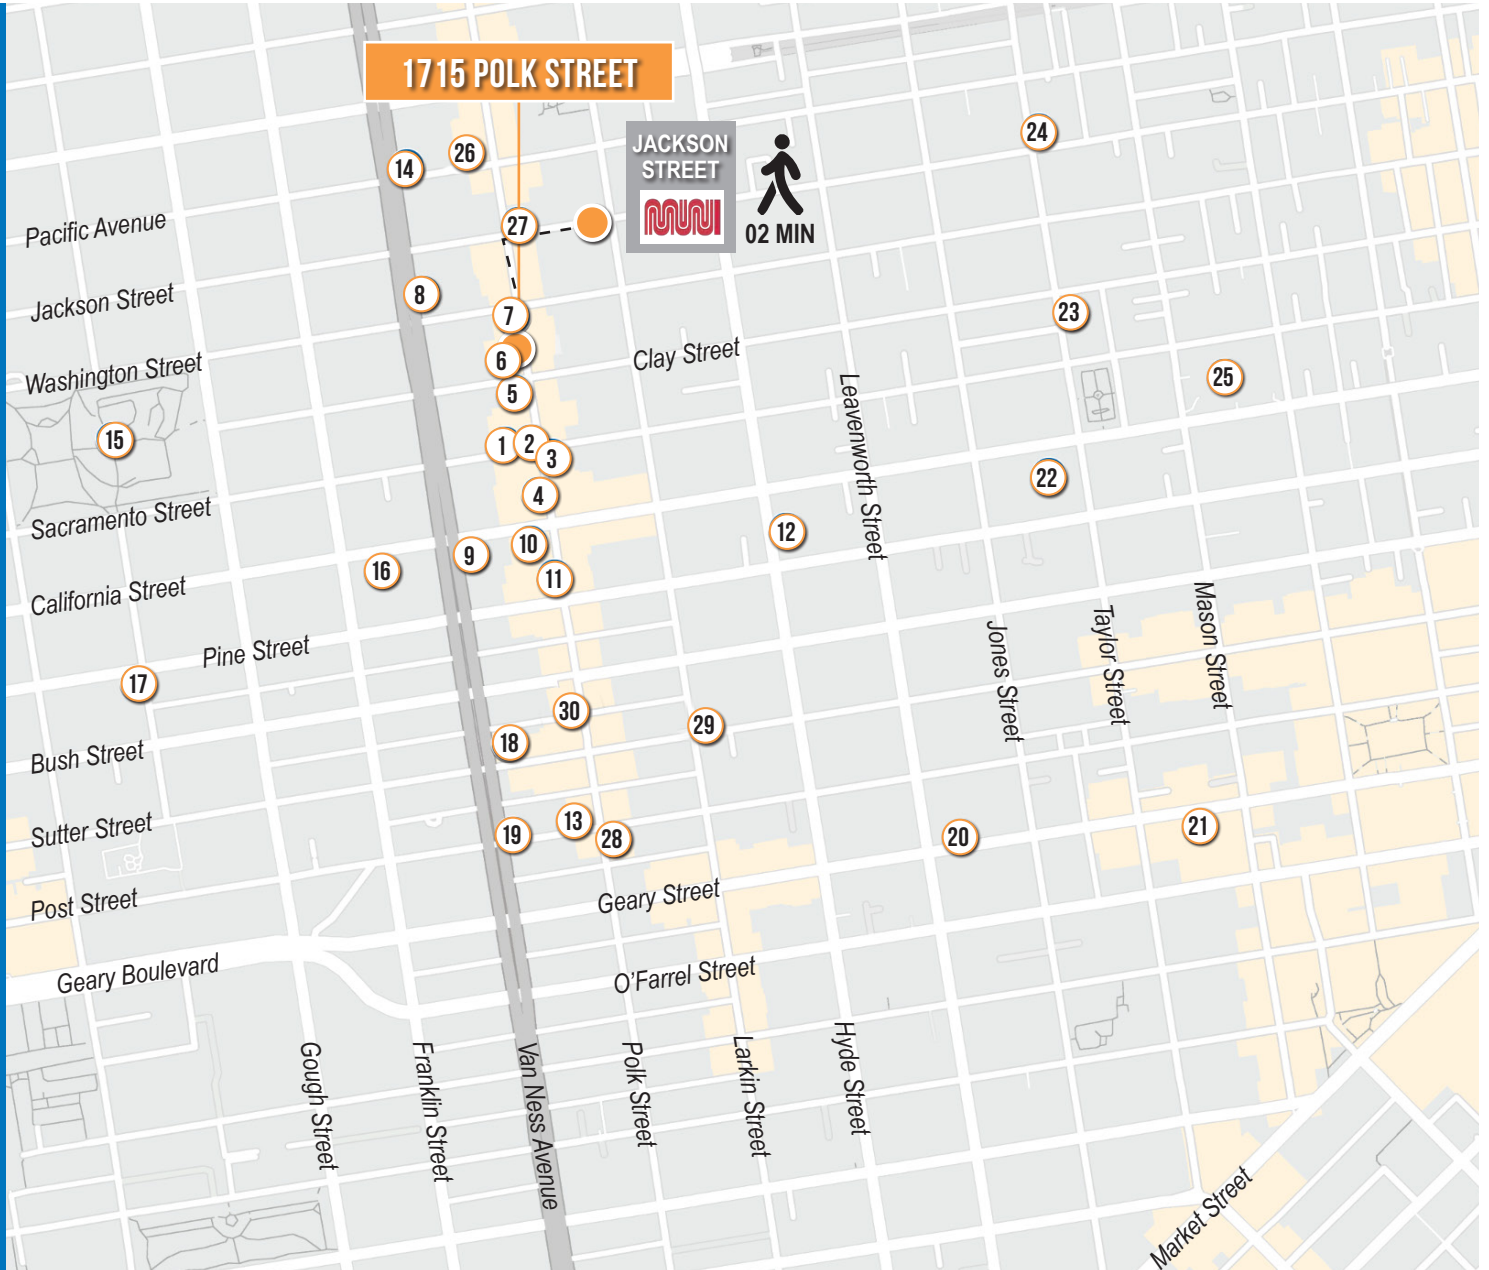 1715 POLK STREET
JACKSON
STREET
MUNI
02 MIN
24
26
14
27
Pacific Avenue
8
Jackson Street
7
23
Clay Street
6
Washington Street
5
25
15
1
2
3
Leavenworth Street
22
4
Sacramento Street
12
10
9
16
11
California Street
Pine Street
Mason Street
Taylor Street
Jones Street
17
30
29
18
Bush Street
Sutter Street
13
19
28
20
21
Post Street
Geary Street
Geary Boulevard
O'Farrel Street
Gough Street
Franklin Street
Van Ness Avenue
Polk Street
Larkin Street
Hyde Street
Market Street